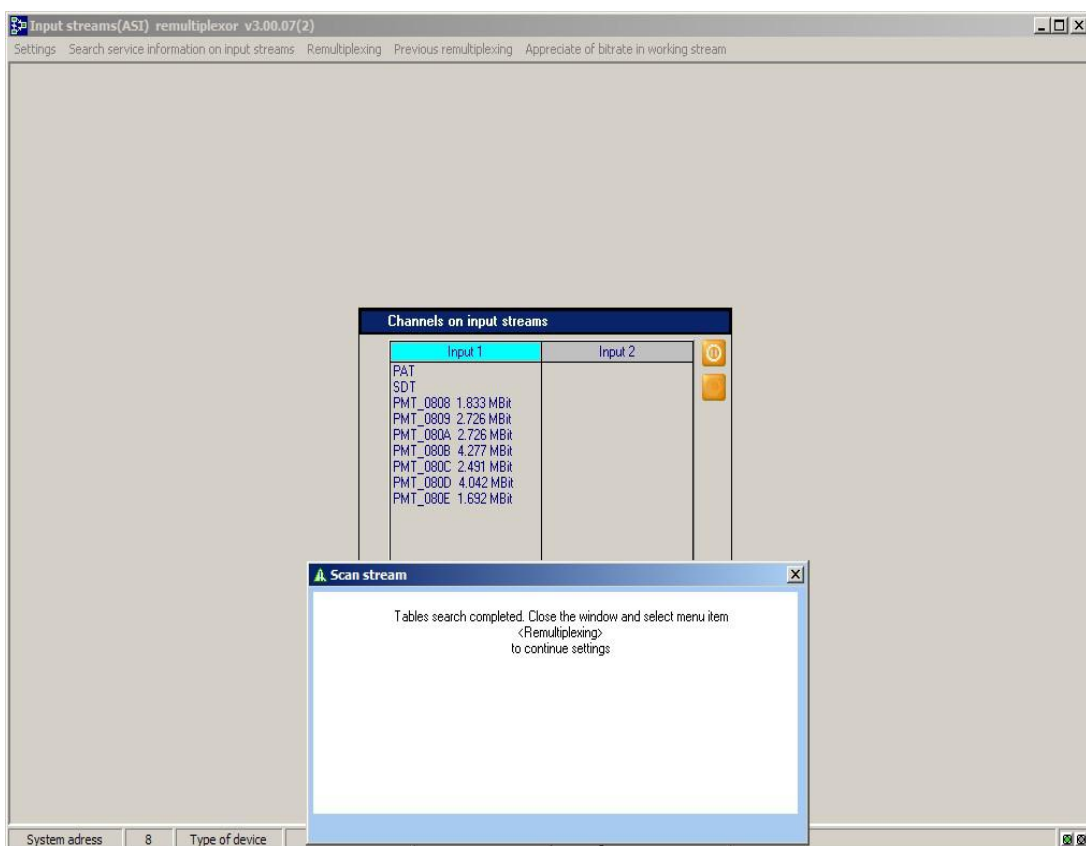 Input streams(ASI) remultiplexor v3.00.07(2)
Settings Search service information on input streams Remultiplexing Previous remultiplexing Appreciate of bitrate in working stream
Channels on input streams
Input 1 Input 2
PAT
SDT
PMT_0808 1.833 MBit
PMT_0809 2.726 MBit
PMT_080A 2.726 MBit
PMT_080B 4.277 MBit
PMT_080C 2.491 MBit
PMT_080D 4.042 MBit
PMT_080E 1.692 MBit
Scan stream
Tables search completed. Close the window and select menu item
<Remultiplexing>
to continue settings
System adress 8 Type of device